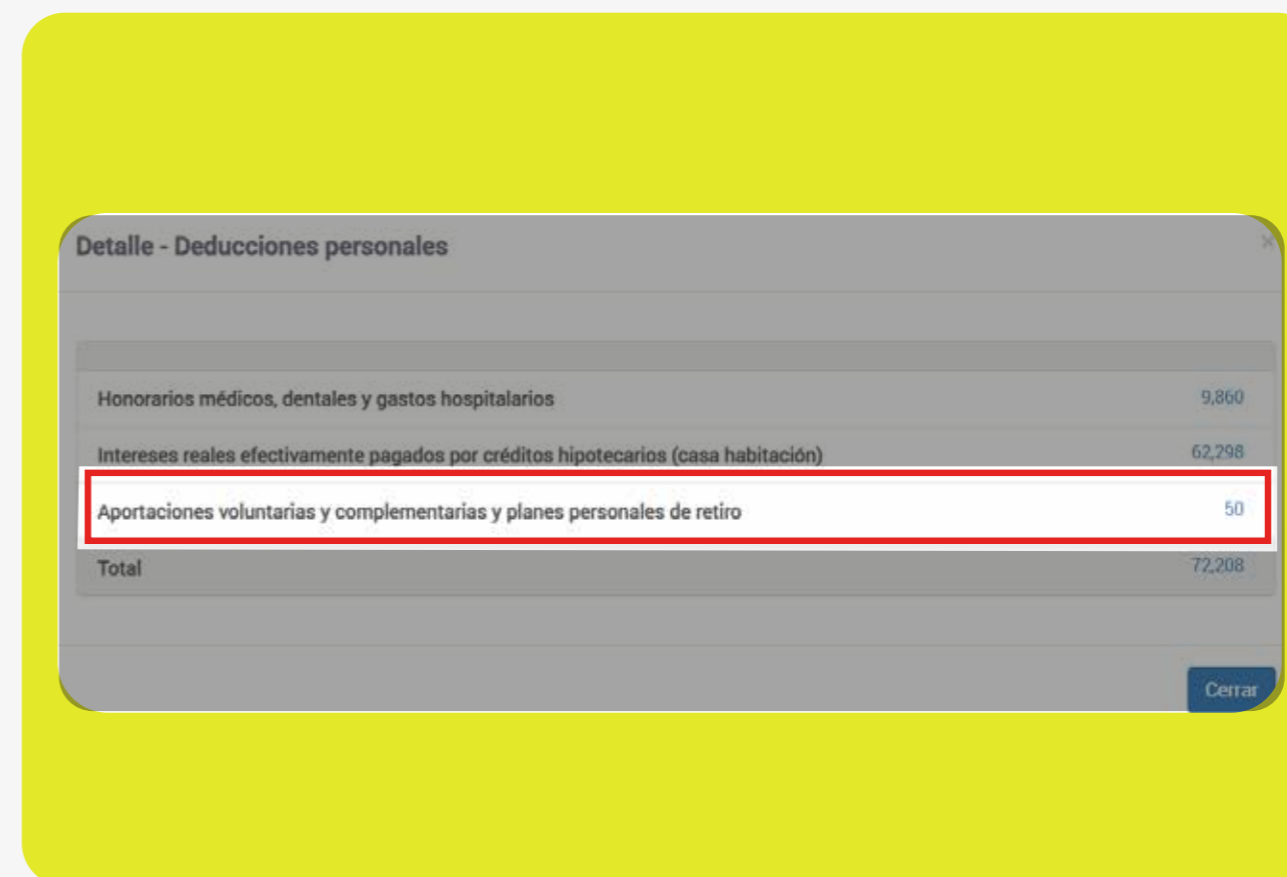 Detalle - Deducciones personales
×
Honorarios médicos, dentales y gastos hospitalarios 9,860
Intereses reales efectivamente pagados por créditos hipotecarios (casa habitación) 62,298
Aportaciones voluntarias y complementarias y planes personales de retiro 50
Total 72,208
Cerrar